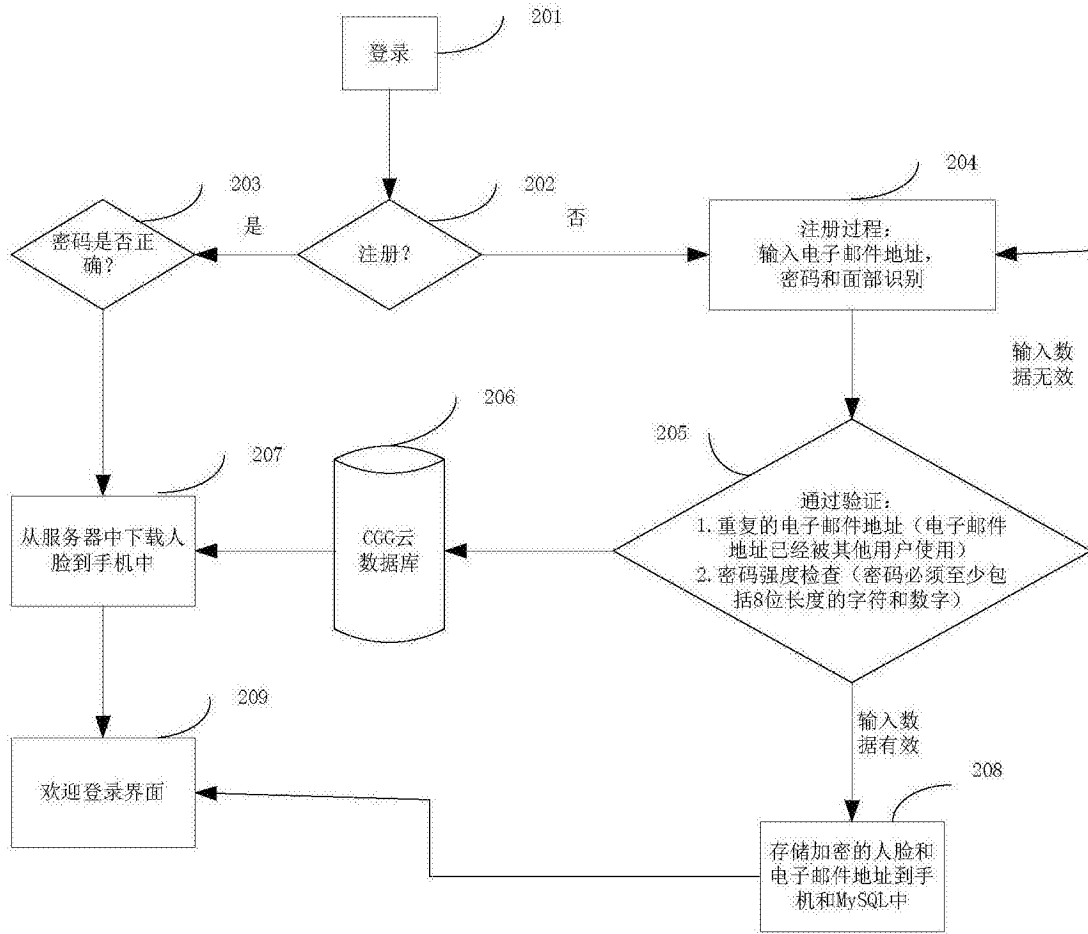 201
登录
203
202
204
是
否
密码是否正
确？
注册？
注册过程：
输入电子邮件地址，
密码和面部识别
输入数
据无效
206
205
207
通过验证：
1.重复的电子邮件地址（电子邮件
地址已经被其他用户使用）
2.密码强度检查（密码必须至少包
括8位长度的字符和数字）
从服务器中下载人
脸到手机中
CGG云
数据库
209
输入数
据有效
欢迎登录界面
208
存储加密的人脸和
电子邮件地址到手
机和MySQL中